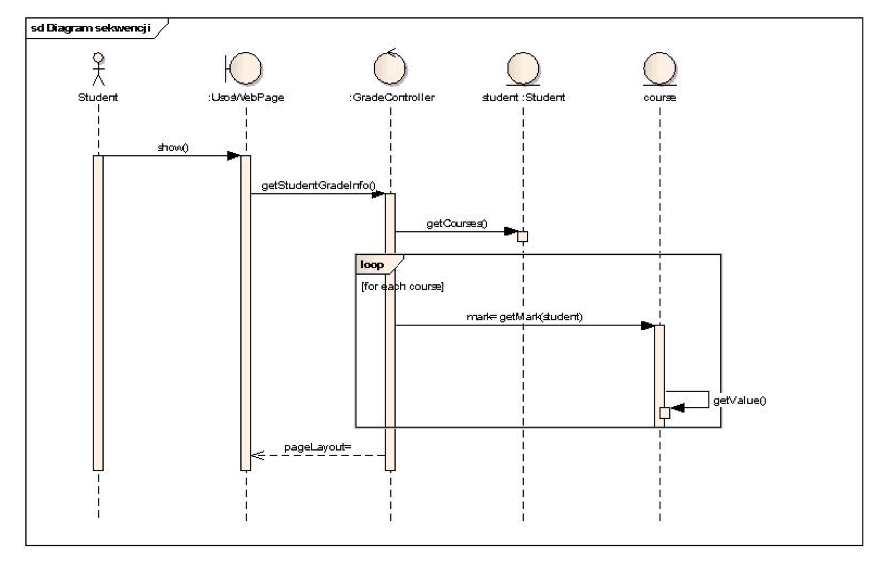 sd Diagram sekwencji
Student
:UsosWebPage
:GradeController
student :Student
course
show()
getStudentGradeInfo()
getCourses()
loop
[for each course]
mark= getMark(student)
getValue()
pageLayout=